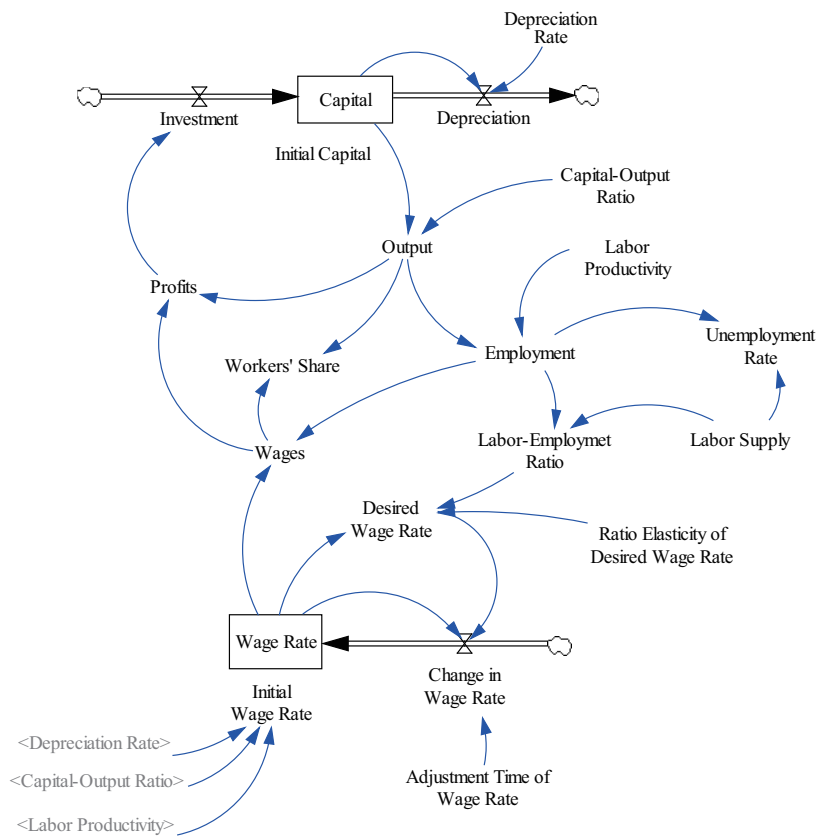 Depreciation
Rate
Capital
Investment
Depreciation
Initial Capital
Capital-Output
Ratio
Output
Labor
Productivity
Profits
Unemployment
Rate
Employment
Workers' Share
Labor-Employmet
Ratio
Labor Supply
Wages
Desired
Wage Rate
Ratio Elasticity of
Desired Wage Rate
Wage Rate
Change in
Wage Rate
Initial
Wage Rate
<Depreciation Rate>
<Capital-Output Ratio>
Adjustment Time of
Wage Rate
<Labor Productivity>